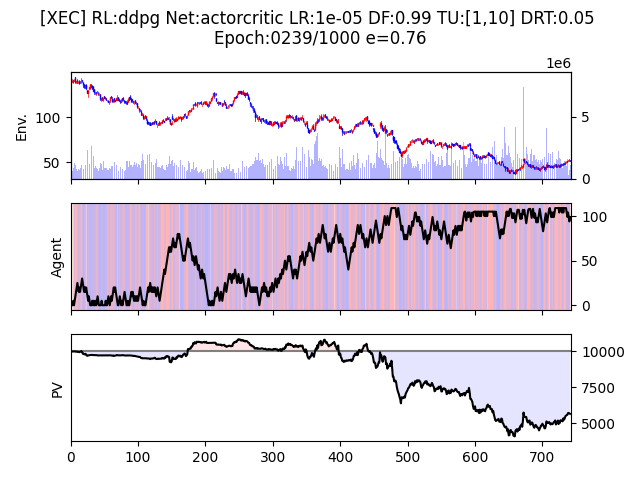 [XEC] RL:ddpg Net:actorcritic LR:1e-05 DF:0.99 TU:[1,10] DRT:0.05
Epoch:0239/1000 e=0.76
1e6
Env.
100
50
5
0
Agent
100
50
0
PV
10000
7500
5000
0 100 200 300 400 500 600 700